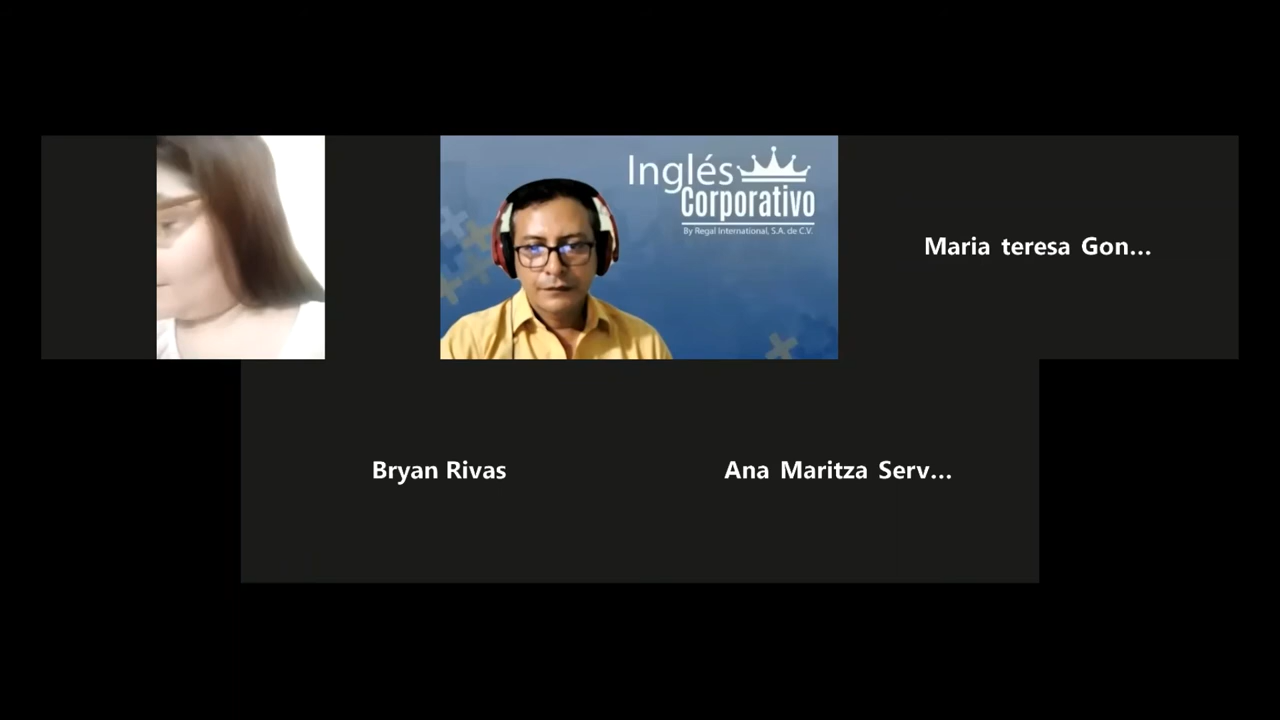 Inglés
Corporativo
By Regal International, S.A. de C.V.
Maria teresa Gon...
Bryan Rivas
Ana Maritza Serv...